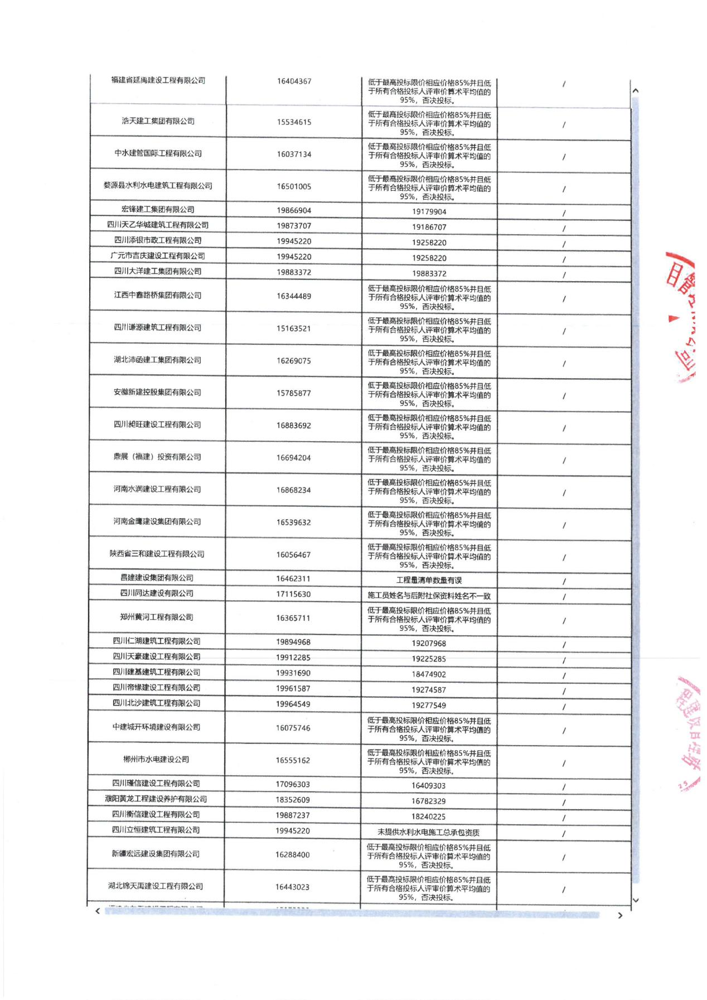 福建省延禹建设工程有限公司 16404367 低于最高投标限价相应价格85%并且低 /
于所有合格投标人评审价算术平均值的
95%，否决投标。
浩天建工集团有限公司 15534615 低于最高投标限价相应价格85%并且低 /
于所有合格投标人评审价算术平均值的
95%，否决投标。
中水建管国际工程有限公司 16037134 低于最高投标限价相应价格85%并且低 /
于所有合格投标人评审价算术平均值的
95%，否决投标。
婺源县水利水电建筑工程有限公司 16501005 低于最高投标限价相应价格85%并且低 /
于所有合格投标人评审价算术平均值的
95%，否决投标。
宏锋建工集团有限公司 19866904 19179904 /
四川天乙华城建筑工程有限公司 19873707 19186707 /
四川添银市政工程有限公司 19945220 19258220 /
广元市吉庆建设工程有限公司 19945220 19258220 /
四川大洋建工集团有限公司 19883372 19883372 /
江西中鑫路桥集团有限公司 16344489 低于最高投标限价相应价格85%并且低 /
于所有合格投标人评审价算术平均值的
95%，否决投标。
四川谦源建筑工程有限公司 15163521 低于最高投标限价相应价格85%并且低 /
于所有合格投标人评审价算术平均值的
95%，否决投标。
湖北沛函建工集团有限公司 16269075 低于最高投标限价相应价格85%并且低 /
于所有合格投标人评审价算术平均值的
95%，否决投标。
安徽新建控股集团有限公司 15785877 低于最高投标限价相应价格85%并且低 /
于所有合格投标人评审价算术平均值的
95%，否决投标。
四川昶旺建设工程有限公司 16883692 低于最高投标限价相应价格85%并且低 /
于所有合格投标人评审价算术平均值的
95%，否决投标。
鼎展（福建）投资有限公司 16694204 低于最高投标限价相应价格85%并且低 /
于所有合格投标人评审价算术平均值的
95%，否决投标。
河南水润建设工程有限公司 16868234 低于最高投标限价相应价格85%并且低 /
于所有合格投标人评审价算术平均值的
95%，否决投标。
河南金鹰建设集团有限公司 16539632 低于最高投标限价相应价格85%并且低 /
于所有合格投标人评审价算术平均值的
95%，否决投标。
陕西省三和建设工程有限公司 16056467 低于最高投标限价相应价格85%并且低 /
于所有合格投标人评审价算术平均值的
95%，否决投标。
昌建建设集团有限公司 16462311 工程量清单数量有误 /
四川同达建设有限公司 17115630 施工员姓名与后附社保资料姓名不一致 /
郑州黄河工程有限公司 16365711 低于最高投标限价相应价格85%并且低 /
于所有合格投标人评审价算术平均值的
95%，否决投标。
四川仁湖建筑工程有限公司 19894968 19207968 /
四川天豪建设工程有限公司 19912285 19225285 /
四川建基建筑工程有限公司 19931690 18474902 /
四川帝缘建设工程有限公司 19961587 19274587 /
四川北沙建筑工程有限公司 19964549 19277549 /
中建城开环境建设有限公司 16075746 低于最高投标限价相应价格85%并且低 /
于所有合格投标人评审价算术平均值的
95%，否决投标。
郴州市水电建设公司 16555162 低于最高投标限价相应价格85%并且低 /
于所有合格投标人评审价算术平均值的
95%，否决投标。
四川瑾信建设工程有限公司 17096303 16409303 /
濮阳黄龙工程建设养护有限公司 18352609 16782329 /
四川衡信建设工程有限公司 19887237 18240225 /
四川立恒建筑工程有限公司 19945220 未提供水利水电施工总承包资质 /
新疆宏远建设集团有限公司 16288400 低于最高投标限价相应价格85%并且低 /
于所有合格投标人评审价算术平均值的
95%，否决投标。
湖北锦天禹建设工程有限公司 16443023 低于最高投标限价相应价格85%并且低 /
于所有合格投标人评审价算术平均值的
95%，否决投标。